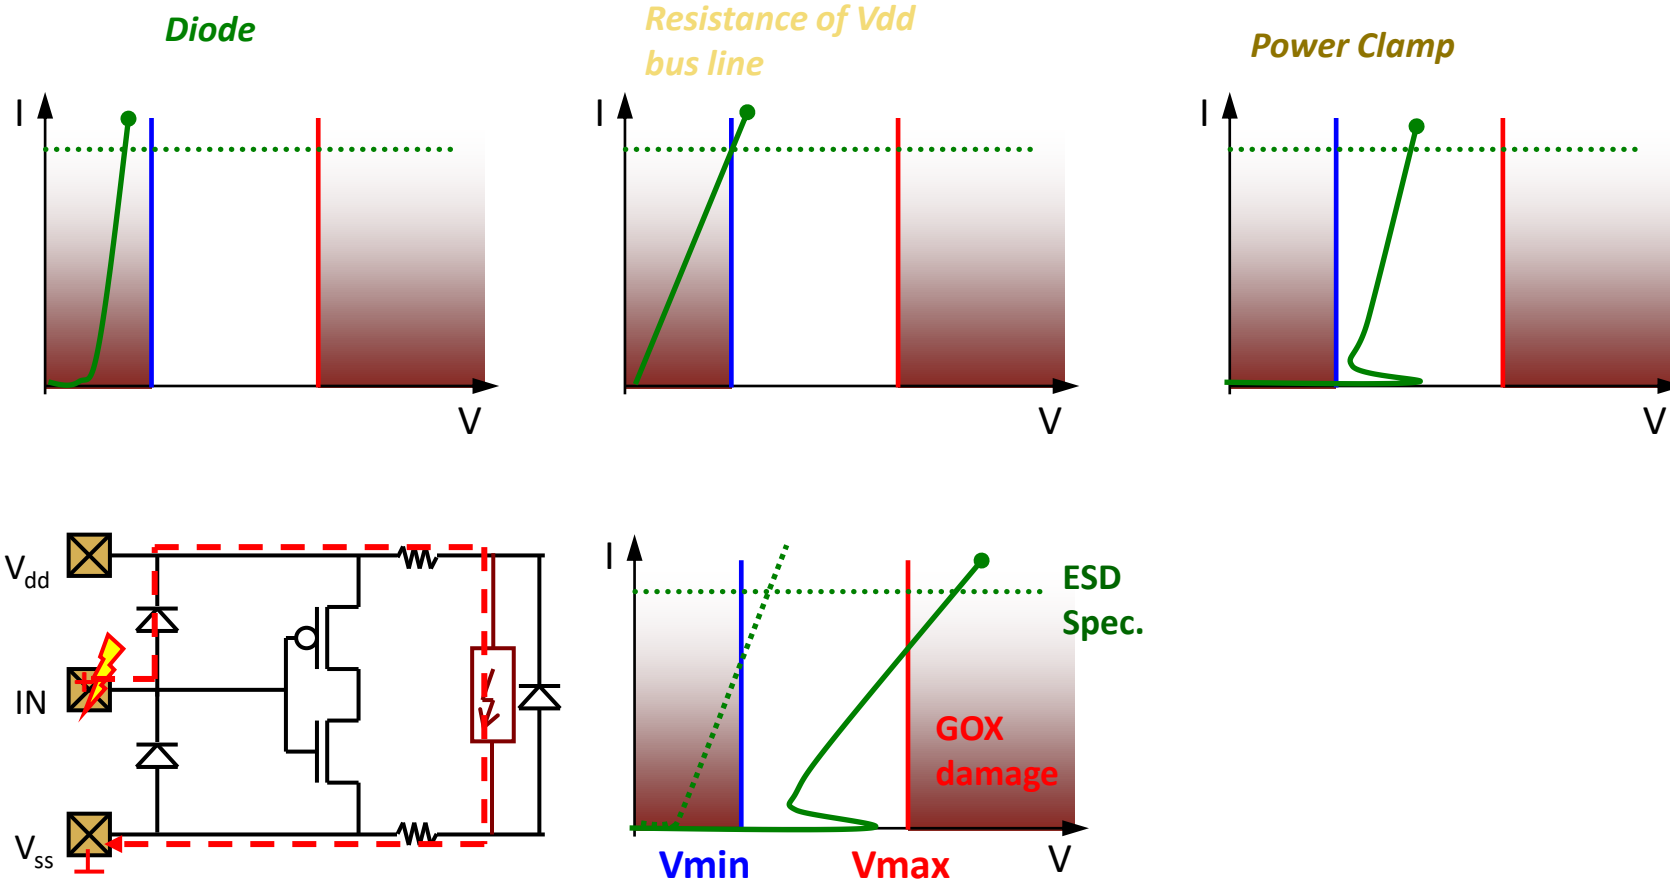 Diode
Resistance of Vdd
bus line
Power Clamp
I
I
I
V
V
V
Vdd
IN
Vss
I
ESD
Spec.
GOX
damage
V
Vmin
Vmax